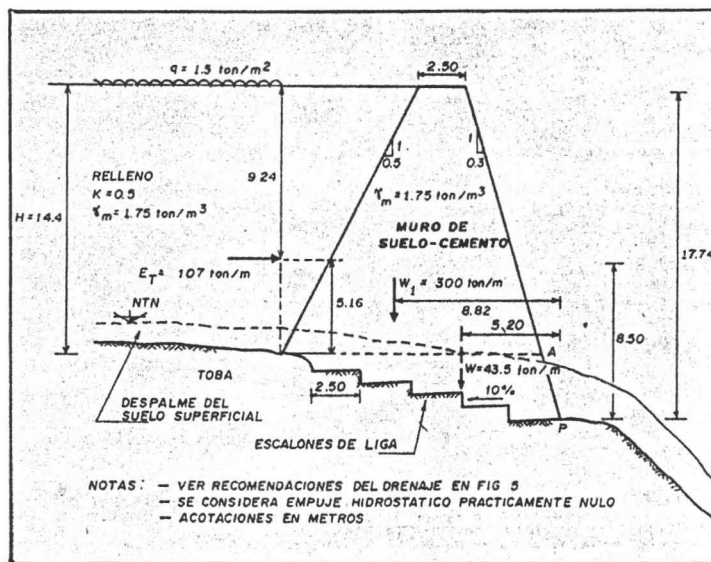 q = 1.5 ton/m²
2.50
1
0.5
1
0.3
RELLENO
K = 0.5
γm = 1.75 ton/m³
9.24
γm = 1.75 ton/m³
MURO DE
SUELO-CEMENTO
H = 14.4
17.74
ET = 107 ton/m
5.16
W1 = 300 ton/m
8.82
5.20
8.50
NTN
A
W = 43.5 ton/m
TOBA
2.50
10%
DESPALME DEL
SUELO SUPERFICIAL
ESCALONES DE LIGA
P
NOTAS: — VER RECOMENDACIONES DEL DRENAJE EN FIG 5
— SE CONSIDERA EMPUJE HIDROSTATICO PRACTICAMENTE NULO
— ACOTACIONES EN METROS